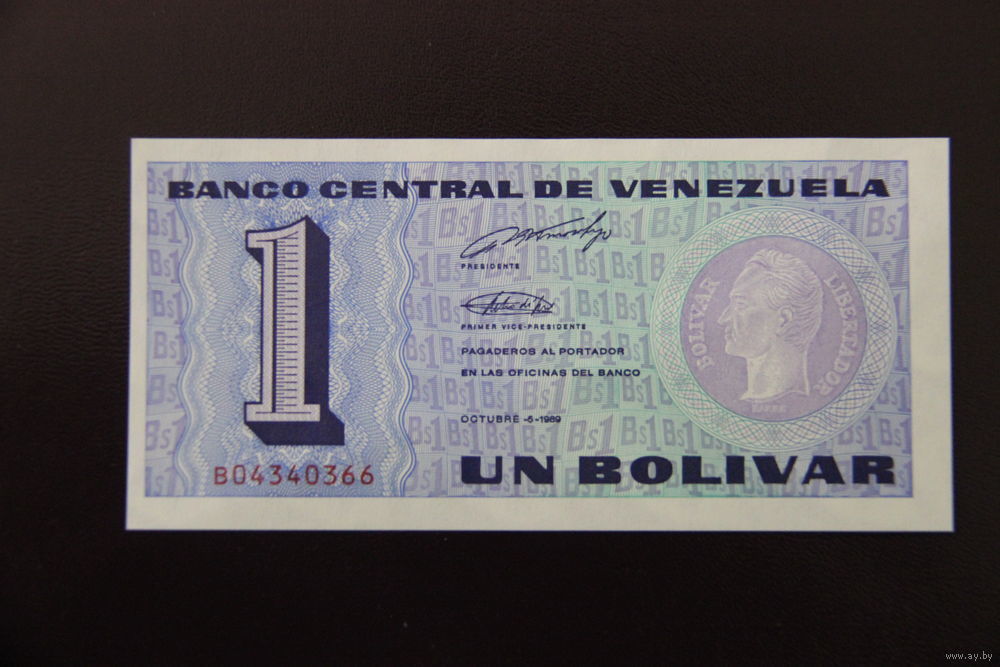 BANCO CENTRAL DE VENEZUELA
1
PRESIDENTE
PRIMER VICE-PRESIDENTE
PAGADEROS AL PORTADOR
EN LAS OFICINAS DEL BANCO
OCTUBRE -5-1989
BOLIVAR LIBERTADOR
B04340366
UN BOLIVAR
Bs1
www.ay.by